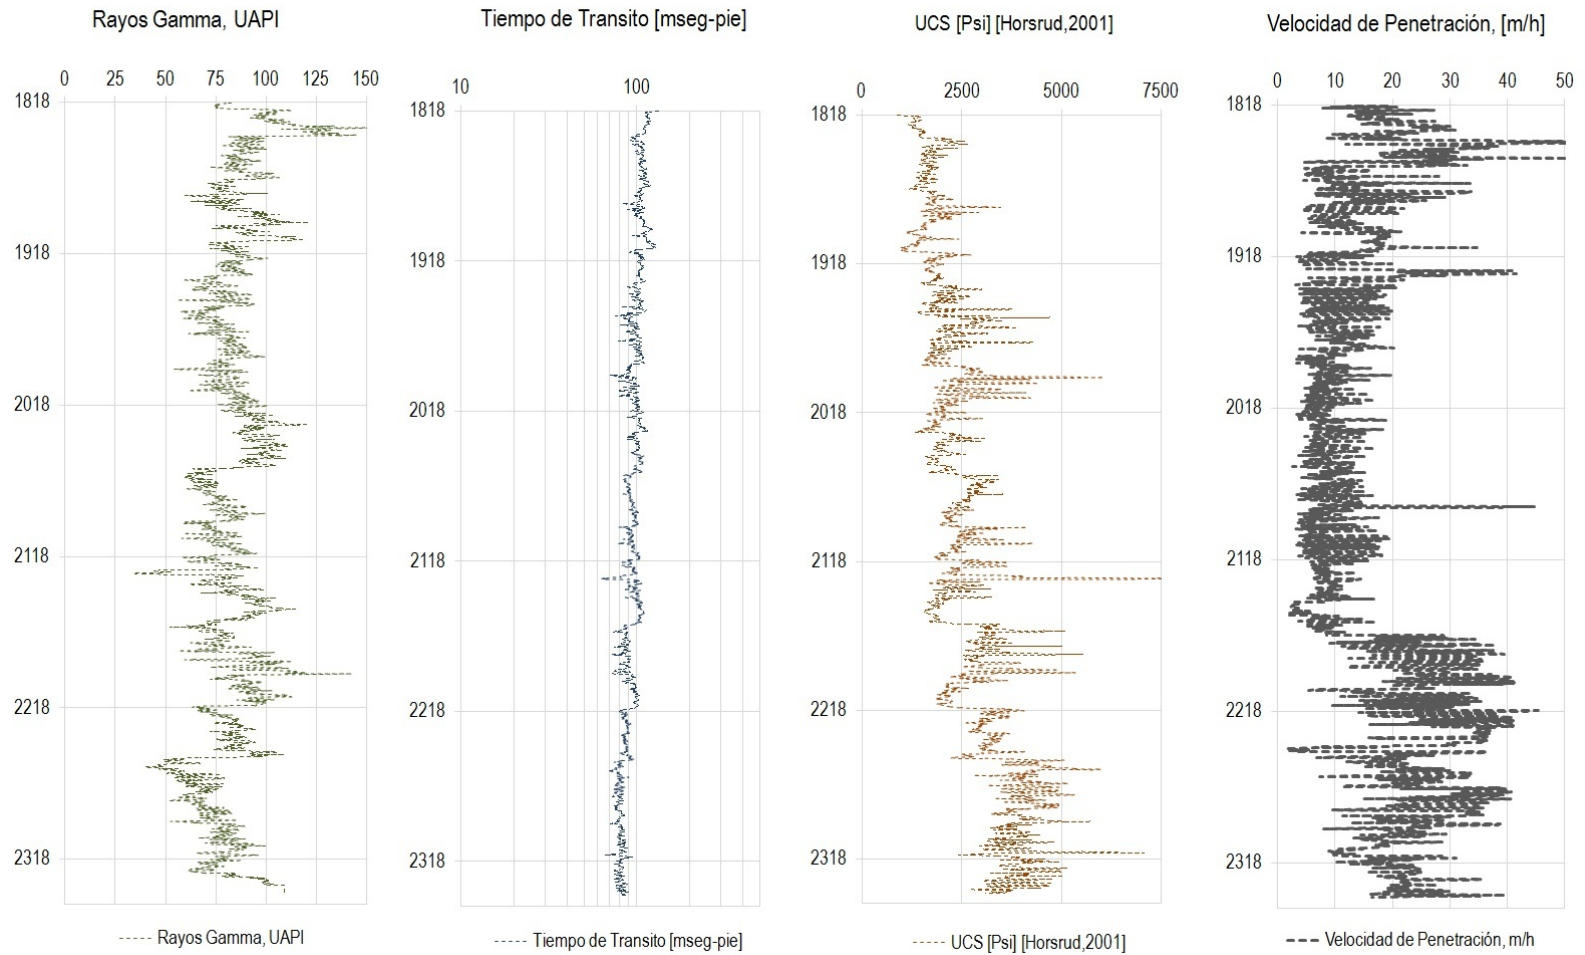 Rayos Gamma, UAPI
0 25 50 75 100 125 150
1818
1918
2018
2118
2218
2318
Rayos Gamma, UAPI
Tiempo de Transito [mseg-pie]
10 100
1818
1918
2018
2118
2218
2318
Tiempo de Transito [mseg-pie]
UCS [Psi] [Horsrud,2001]
0 2500 5000 7500
1818
1918
2018
2118
2218
2318
UCS [Psi] [Horsrud,2001]
Velocidad de Penetración, [m/h]
0 10 20 30 40 50
1818
1918
2018
2118
2218
2318
Velocidad de Penetración, m/h